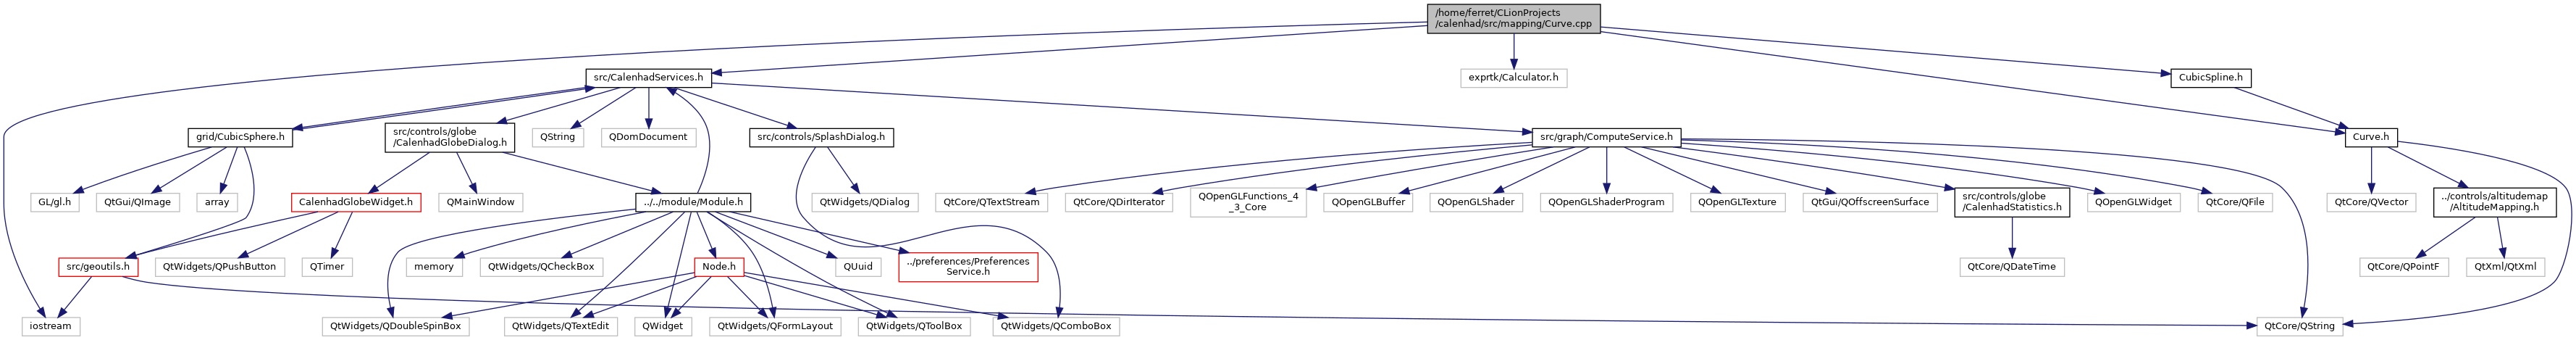 /home/ferret/CLionProjects
/calenhad/src/mapping/Curve.cpp
src/CalenhadServices.h
exprtk/Calculator.h
CubicSpline.h
grid/CubicSphere.h
src/controls/globe
/CalenhadGlobeDialog.h
QString
QDomDocument
src/controls/SplashDialog.h
src/graph/ComputeService.h
Curve.h
GL/gl.h
QtGui/QImage
array
CalenhadGlobeWidget.h
QMainWindow
../../module/Module.h
QtWidgets/QDialog
QtCore/QTextStream
QtCore/QDirIterator
QOpenGLFunctions_4
_3_Core
QOpenGLBuffer
QOpenGLShader
QOpenGLShaderProgram
QOpenGLTexture
QtGui/QOffscreenSurface
src/controls/globe
/CalenhadStatistics.h
QOpenGLWidget
QtCore/QFile
QtCore/QVector
../controls/altitudemap
/AltitudeMapping.h
src/geoutils.h
QtWidgets/QPushButton
QTimer
memory
QtWidgets/QCheckBox
Node.h
QUuid
../preferences/Preferences
Service.h
QtCore/QDateTime
QtCore/QPointF
QtXml/QtXml
iostream
QtWidgets/QDoubleSpinBox
QtWidgets/QTextEdit
QWidget
QtWidgets/QFormLayout
QtWidgets/QToolBox
QtWidgets/QComboBox
QtCore/QString